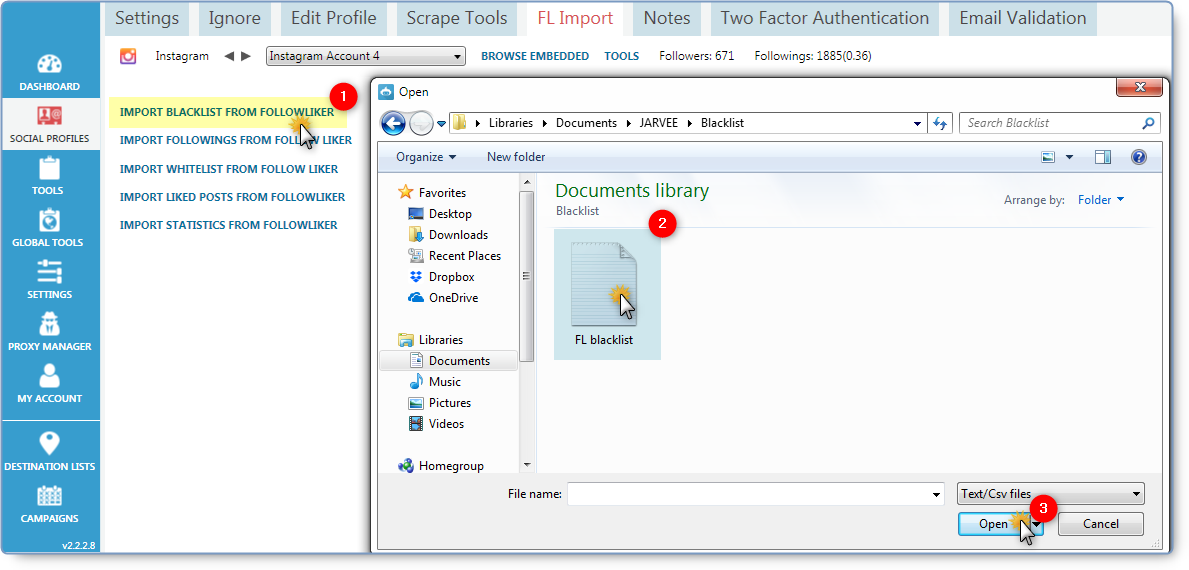 Settings Ignore Edit Profile Scrape Tools FL Import Notes Two Factor Authentication Email Validation
Instagram Instagram Account 4 BROWSE EMBEDDED TOOLS Followers: 671 Followings: 1885(0.36)
DASHBOARD
SOCIAL PROFILES
TOOLS
GLOBAL TOOLS
SETTINGS
PROXY MANAGER
MY ACCOUNT
DESTINATION LISTS
CAMPAIGNS
v2.2.2.8
1
IMPORT BLACKLIST FROM FOLLOWLIKER
IMPORT FOLLOWINGS FROM FOLLOW LIKER
IMPORT WHITELIST FROM FOLLOW LIKER
IMPORT LIKED POSTS FROM FOLLOWLIKER
IMPORT STATISTICS FROM FOLLOWLIKER
Open
Libraries Documents JARVEE Blacklist Search Blacklist
Organize New folder
Favorites
Desktop
Downloads
Recent Places
Dropbox
OneDrive
Libraries
Documents
Music
Pictures
Videos
Homegroup
Documents library
Blacklist
Arrange by: Folder
2
FL blacklist
File name: Text/Csv files
3
Open Cancel